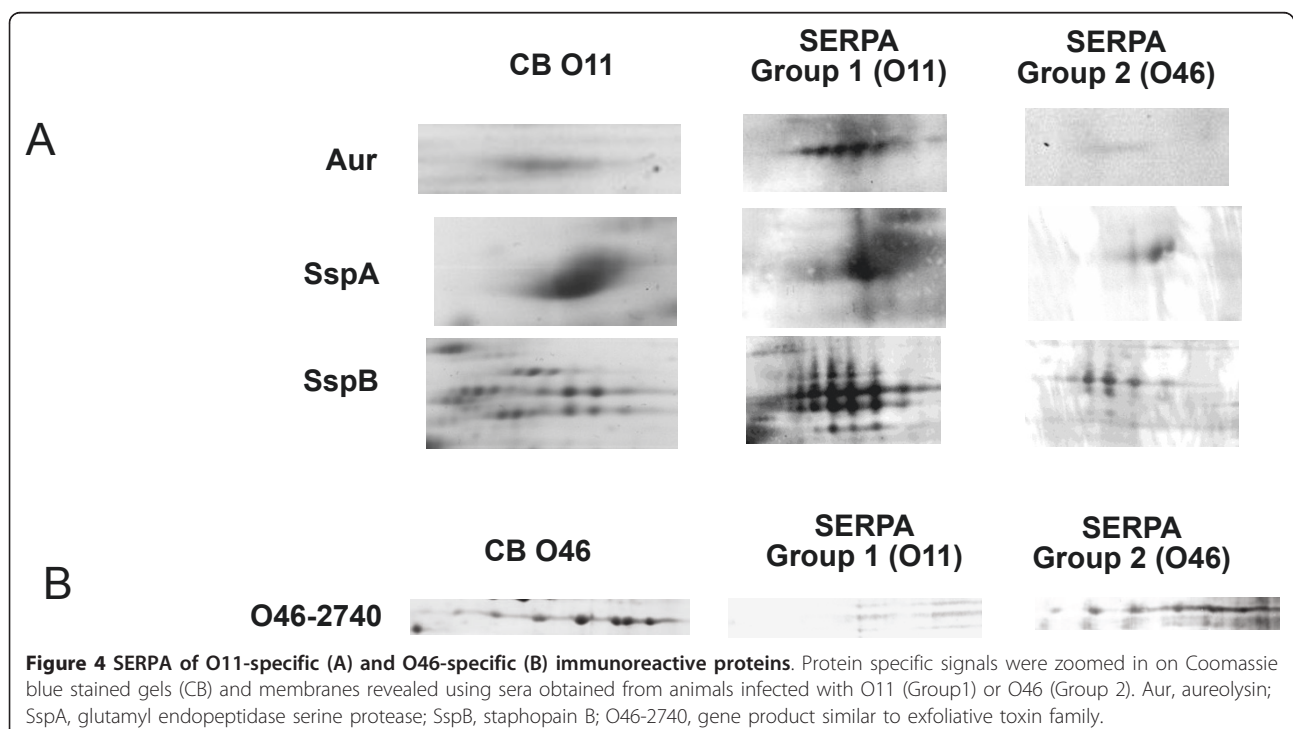 CB O11
SERPA
Group 1 (O11)
SERPA
Group 2 (O46)
A
Aur
SspA
SspB
CB O46
SERPA
Group 1 (O11)
SERPA
Group 2 (O46)
B
O46-2740
Figure 4 SERPA of O11-specific (A) and O46-specific (B) immunoreactive proteins. Protein specific signals were zoomed in on Coomassie
blue stained gels (CB) and membranes revealed using sera obtained from animals infected with O11 (Group1) or O46 (Group 2). Aur, aureolysin;
SspA, glutamyl endopeptidase serine protease; SspB, staphopain B; O46-2740, gene product similar to exfoliative toxin family.